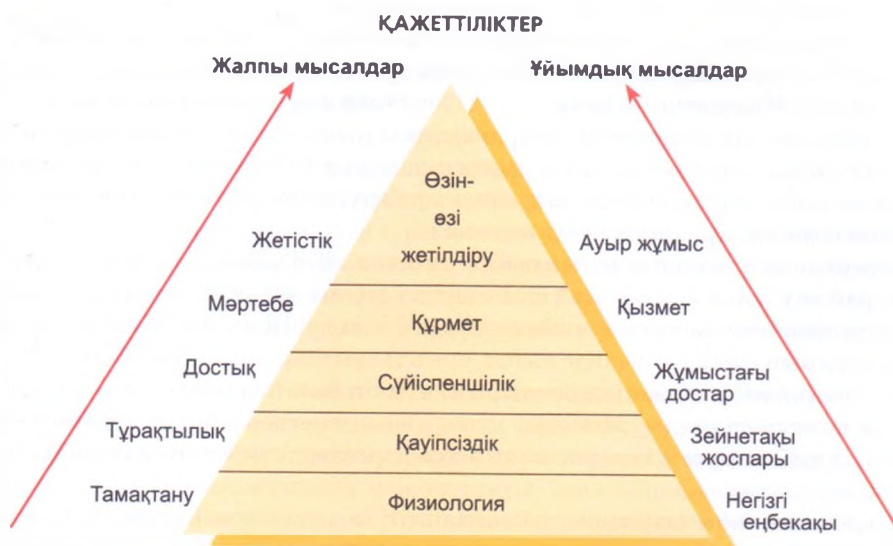 ҚАЖЕТТІЛІКТЕР
Жалпы мысалдар
Ұйымдық мысалдар
Өзін-
өзі
жетілдіру
Жетістік
Ауыр жұмыс
Мәртебе
Құрмет
Қызмет
Достық
Сүйіспеншілік
Жұмыстағы
достар
Тұрақтылық
Қауіпсіздік
Зейнетақы
жоспары
Тамақтану
Физиология
Негізгі
еңбекақы